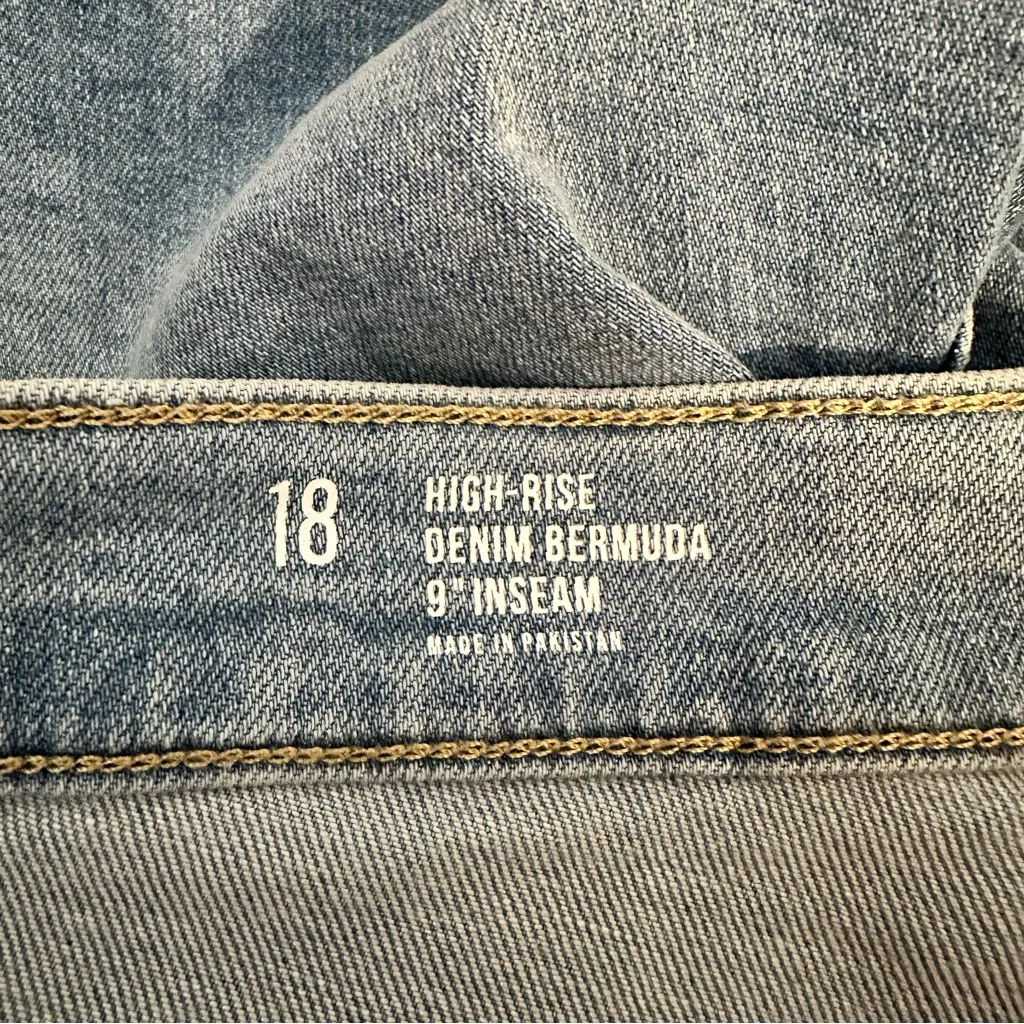 18
HIGH-RISE
DENIM BERMUDA
9" INSEAM
MADE IN PAKISTAN